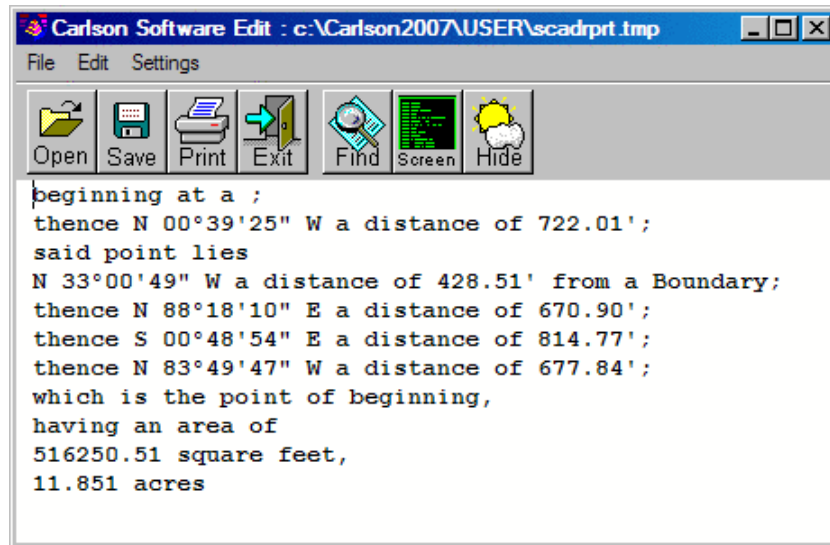 Carlson Software Edit : c:\Carlson2007\USER\scadrprt.tmp
File Edit Settings
Open Save Print Exit Find Screen Hide
beginning at a ;
thence N 00°39'25" W a distance of 722.01';
said point lies
N 33°00'49" W a distance of 428.51' from a Boundary;
thence N 88°18'10" E a distance of 670.90';
thence S 00°48'54" E a distance of 814.77';
thence N 83°49'47" W a distance of 677.84';
which is the point of beginning,
having an area of
516250.51 square feet,
11.851 acres